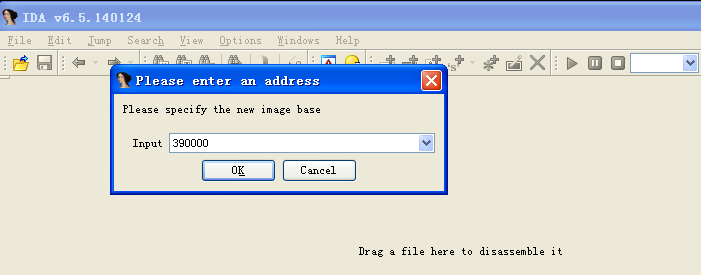 IDA v6.5.140124
File Edit Jump Search View Options Windows Help
Please enter an address
Please specify the new image base
Input 390000
OK Cancel
Drag a file here to disassemble it